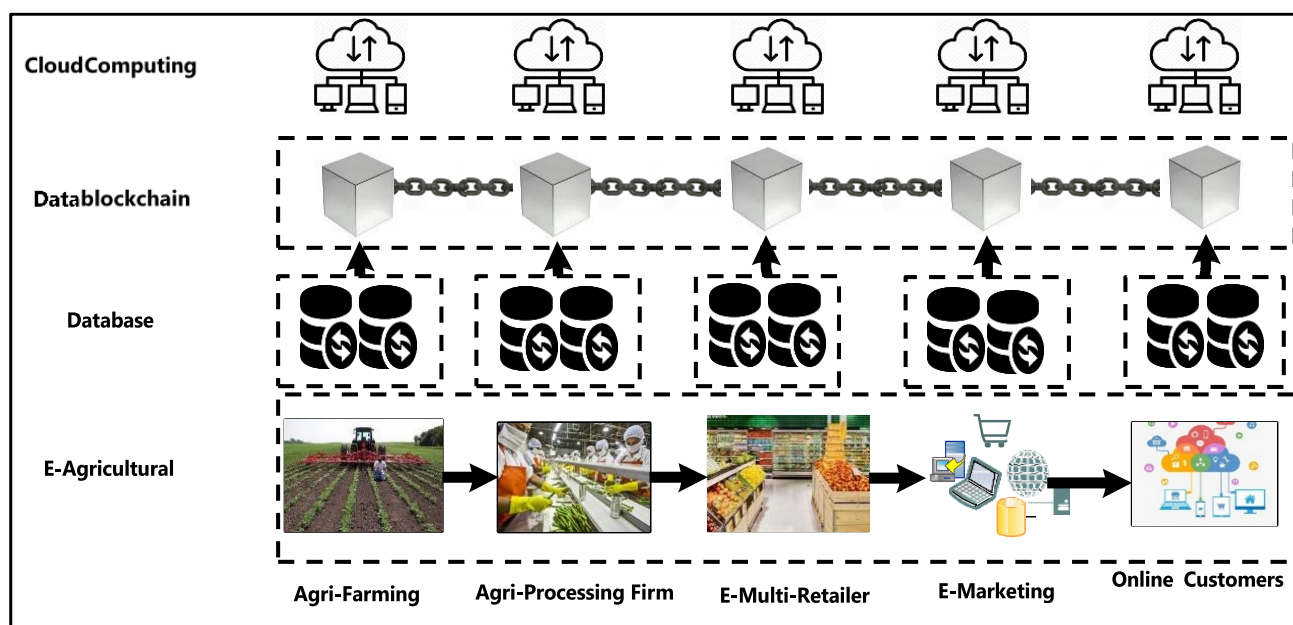 CloudComputing
Datablockchain
Database
E-Agricultural
Agri-Farming
Agri-Processing Firm
E-Multi-Retailer
E-Marketing
Online Customers